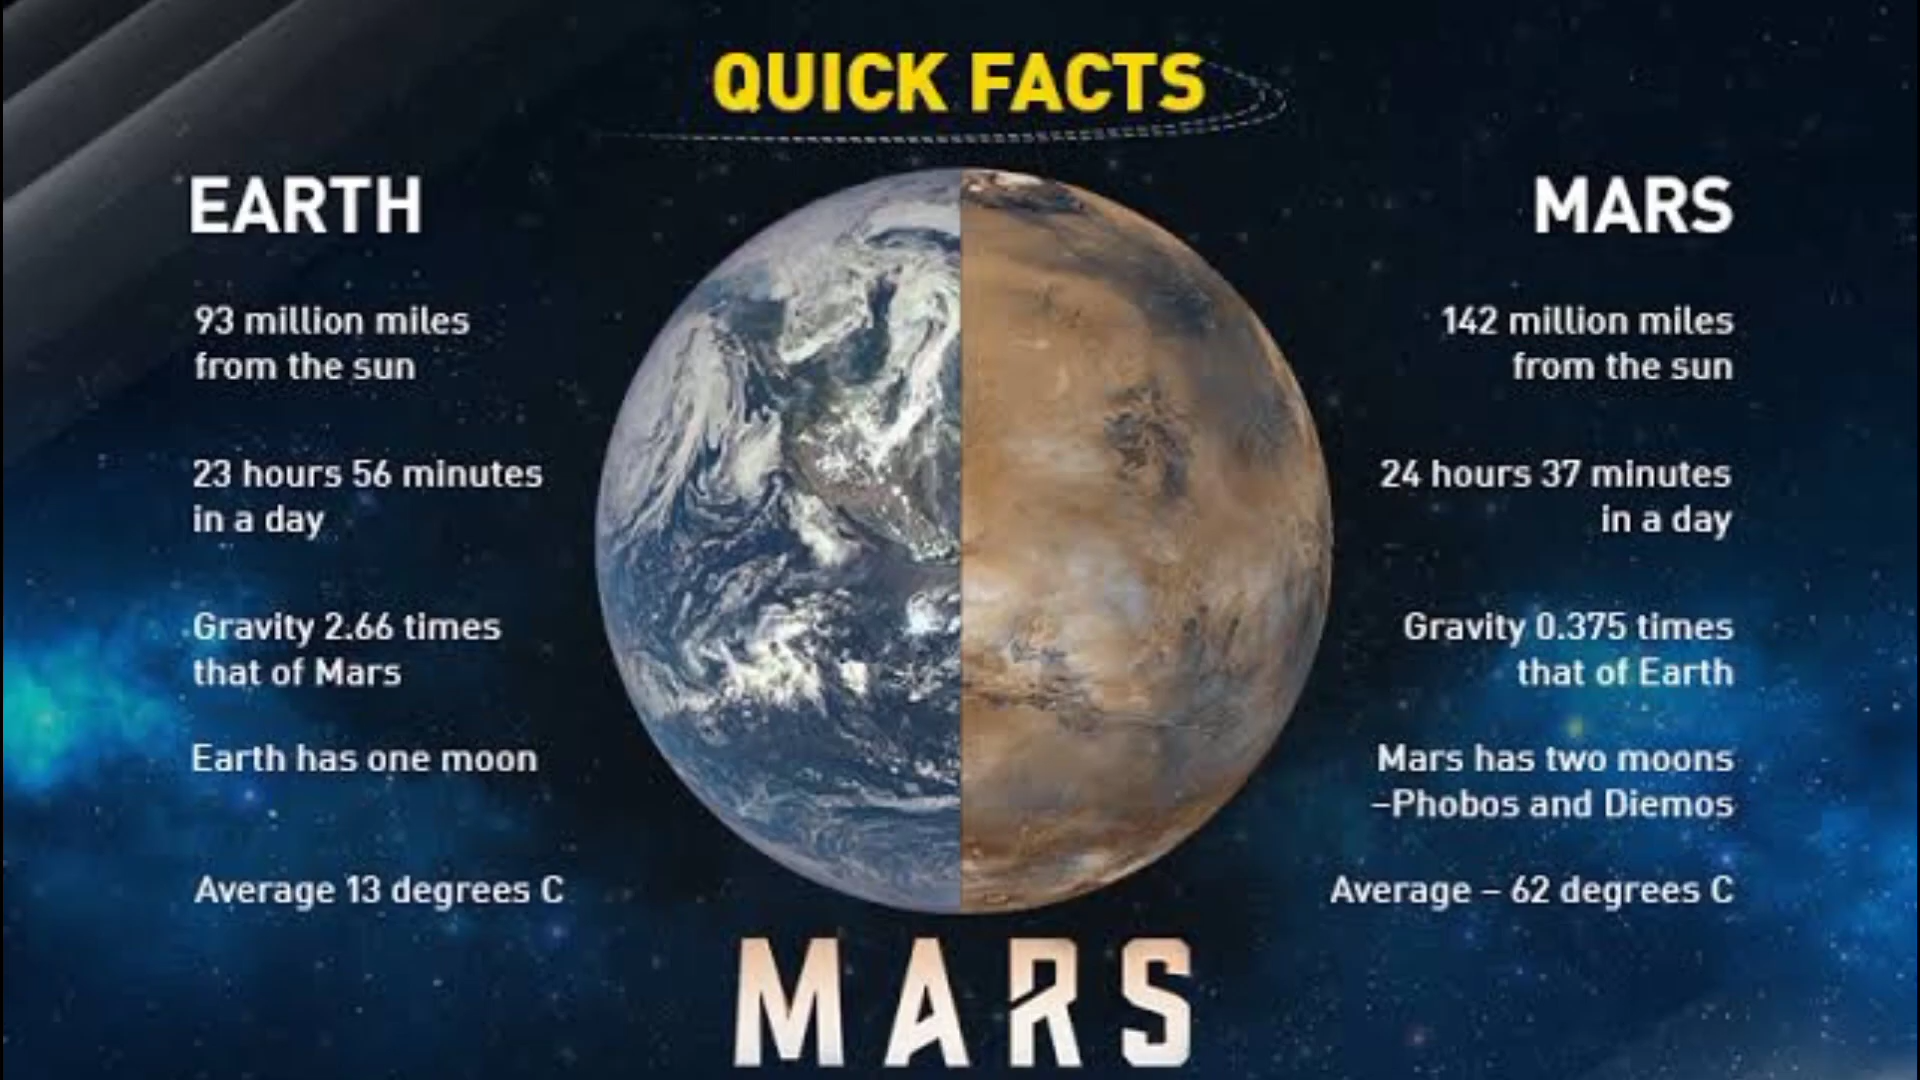 QUICK FACTS
EARTH
93 million miles
from the sun
23 hours 56 minutes
in a day
Gravity 2.66 times
that of Mars
Earth has one moon
Average 13 degrees C
MARS
142 million miles
from the sun
24 hours 37 minutes
in a day
Gravity 0.375 times
that of Earth
Mars has two moons
–Phobos and Diemos
Average – 62 degrees C
MARS